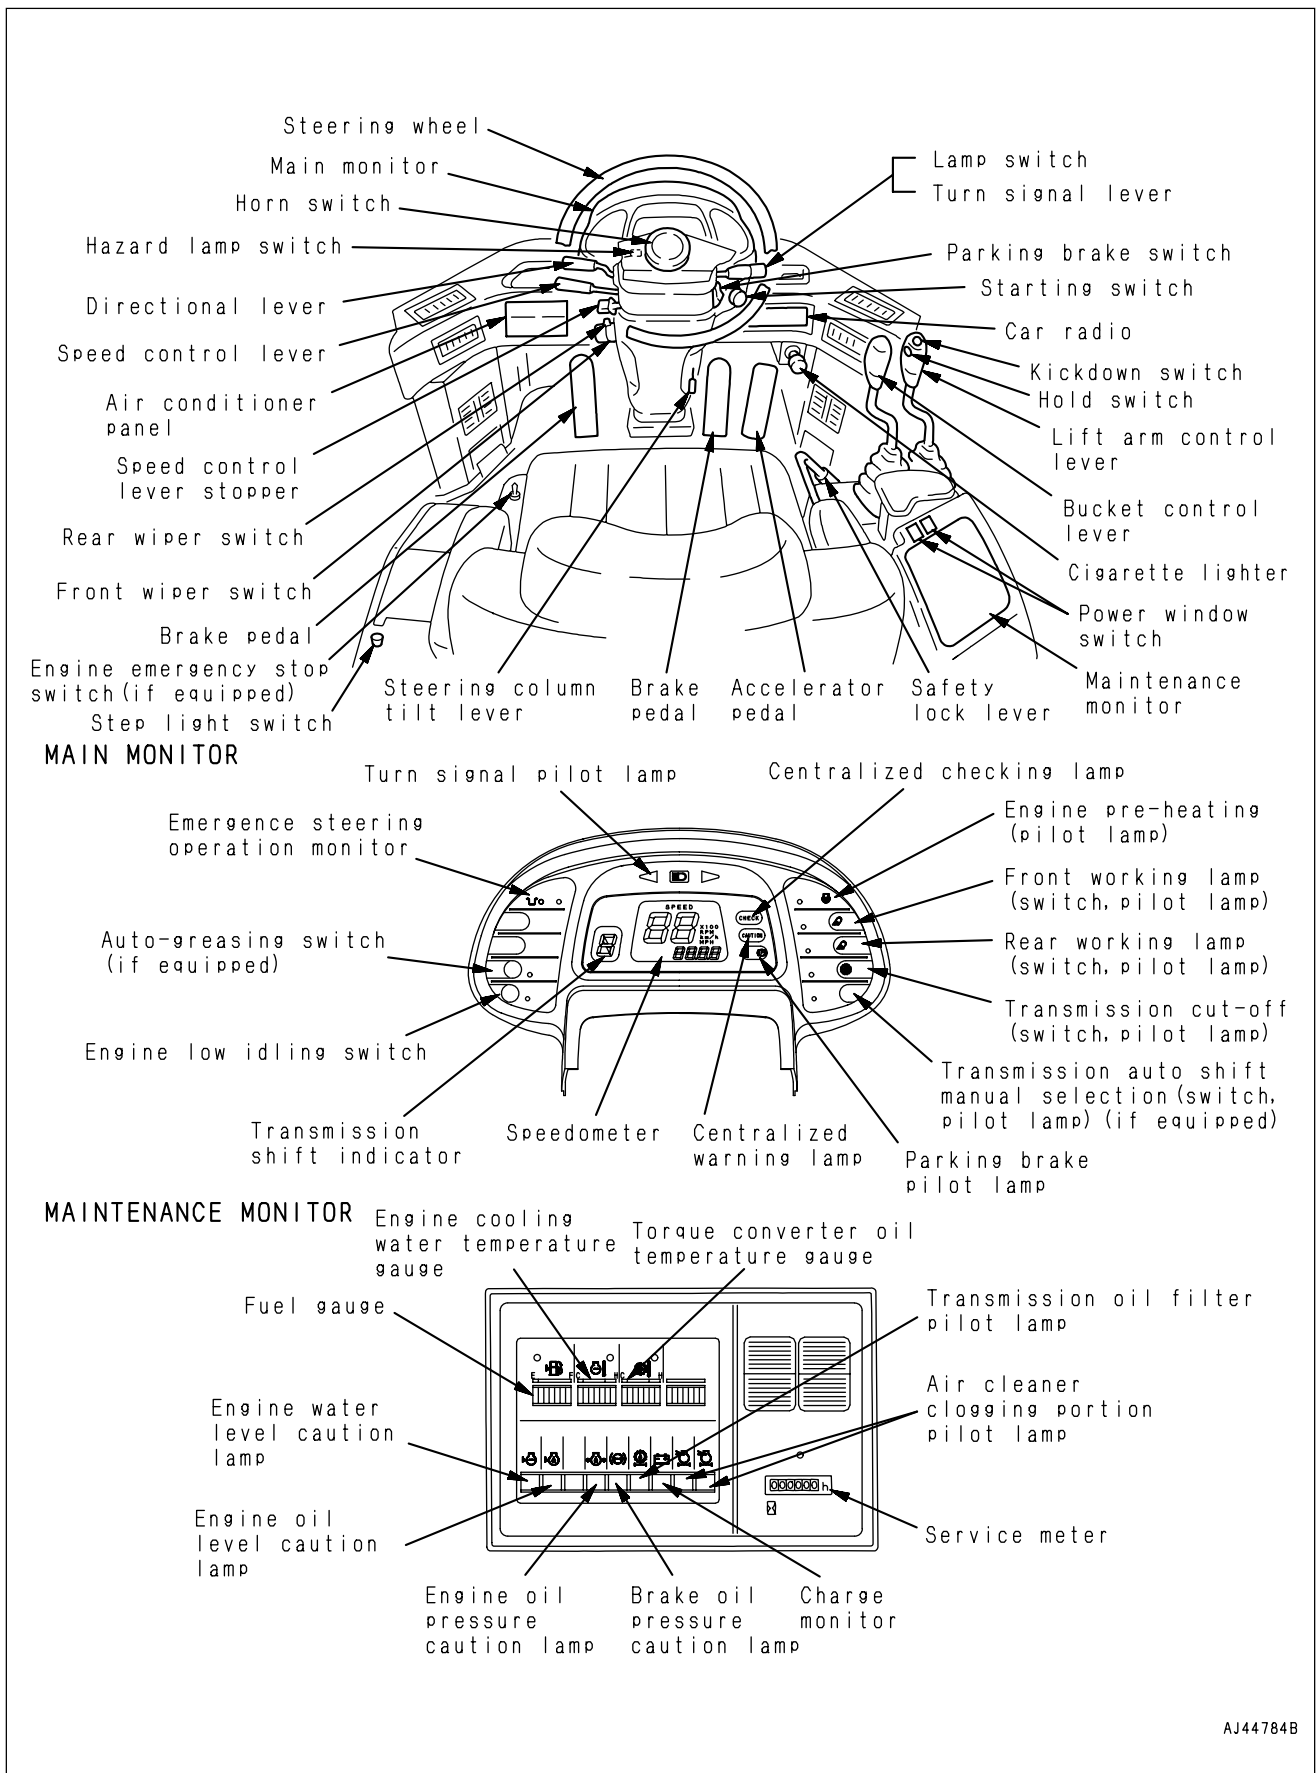 Steering wheel
Main monitor
Horn switch
Hazard lamp switch
Directional lever
Speed control lever
Air conditioner
panel
Speed control
lever stopper
Rear wiper switch
Front wiper switch
Brake pedal
Engine emergency stop
switch (if equipped)
Step light switch
Steering column
tilt lever
Brake
pedal
Accelerator
pedal
Safety
lock lever
Lamp switch
Turn signal lever
Parking brake switch
Starting switch
Car radio
Kickdown switch
Hold switch
Lift arm control
lever
Bucket control
lever
Cigarette lighter
Power window
switch
Maintenance
monitor
MAIN MONITOR
Turn signal pilot lamp
Centralized checking lamp
Emergence steering
operation monitor
Auto-greasing switch
(if equipped)
Engine low idling switch
Transmission
shift indicator
Speedometer
Centralized
warning lamp
Parking brake
pilot lamp
Engine pre-heating
(pilot lamp)
Front working lamp
(switch, pilot lamp)
Rear working lamp
(switch, pilot lamp)
Transmission cut-off
(switch, pilot lamp)
Transmission auto shift
manual selection (switch,
pilot lamp) (if equipped)
SPEED
88
X100
RPM
km/h
MPH
88.88
CHECK
CAUTION
MAINTENANCE MONITOR
Engine cooling
water temperature
gauge
Torque converter oil
temperature gauge
Fuel gauge
Engine water
level caution
lamp
Engine oil
level caution
lamp
Engine oil
pressure
caution lamp
Brake oil
pressure
caution lamp
Charge
monitor
Transmission oil filter
pilot lamp
Air cleaner
clogging portion
pilot lamp
Service meter
E F C H C H
000000 h
AJ44784B